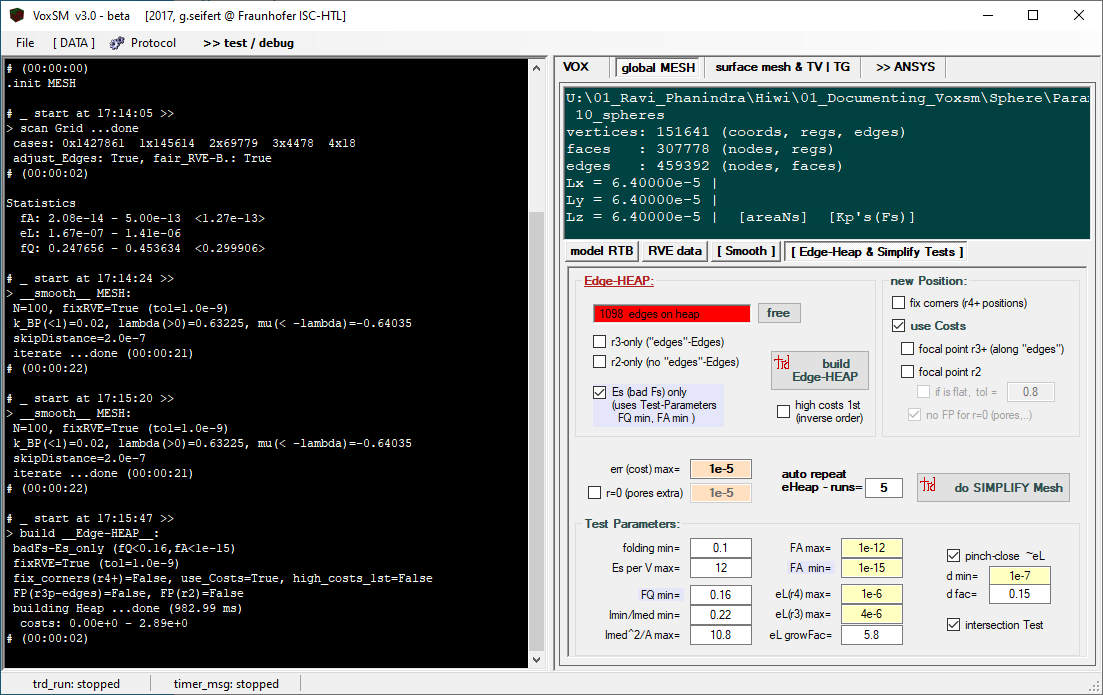 VoxSM v3.0 - beta [2017, g.seifert @ Fraunhofer ISC-HTL]
File [ DATA ] Protocol >> test / debug
# (00:00:00)
.init MESH
# _ start at 17:14:05 >>
> scan Grid ...done
cases: 0x1427861 1x145614 2x69779 3x4478 4x18
adjust_Edges: True, fair_RVE-B.: True
# (00:00:02)
Statistics
fA: 2.08e-14 - 5.00e-13 <1.27e-13>
eL: 1.67e-07 - 1.41e-06
fQ: 0.247656 - 0.453634 <0.299906>
# _ start at 17:14:24 >>
> __smooth__ MESH:
N=100, fixRVE=True (tol=1.0e-9)
k_BP(<1)=0.02, lambda(>0)=0.63225, mu(< -lambda)=-0.64035
skipDistance=2.0e-7
iterate ...done (00:00:21)
# (00:00:22)
# _ start at 17:15:20 >>
> __smooth__ MESH:
N=100, fixRVE=True (tol=1.0e-9)
k_BP(<1)=0.02, lambda(>0)=0.63225, mu(< -lambda)=-0.64035
skipDistance=2.0e-7
iterate ...done (00:00:21)
# (00:00:22)
# _ start at 17:15:47 >>
> build __Edge-HEAP__:
badFs-Es_only (fQ<0.16,fA<1e-15)
fixRVE=True (tol=1.0e-9)
fix_corners(r4+)=False, use_Costs=True, high_costs_1st=False
FP(r3p-edges)=False, FP(r2)=False
building Heap ...done (982.99 ms)
costs: 0.00e+0 - 2.89e+0
# (00:00:02)
VOX global MESH surface mesh & TV | TG >> ANSYS
U:\01_Ravi_Phanindra\Hiwi\01_Documenting_Voxsm\Sphere\Para
10_spheres
vertices: 151641 (coords, regs, edges)
faces : 307778 (nodes, regs)
edges : 459392 (nodes, faces)
Lx = 6.40000e-5 |
Ly = 6.40000e-5 |
Lz = 6.40000e-5 | [areaNs] [Kp's(Fs)]
model RTB RVE data [ Smooth ] [ Edge-Heap & Simplify Tests ]
Edge-HEAP:
1098 edges on heap free
r3-only ("edges"-Edges)
r2-only (no "edges"-Edges)
Es (bad Fs) only
(uses Test-Parameters
FQ min, FA min )
build
Edge-HEAP
high costs 1st
(inverse order)
new Position:
fix corners (r4+ positions)
use Costs
focal point r3+ (along "edges")
focal point r2
if is flat, tol = 0.8
no FP for r=0 (pores,..)
err (cost) max= 1e-5
r=0 (pores extra) 1e-5
auto repeat
eHeap - runs= 5
do SIMPLIFY Mesh
Test Parameters:
folding min= 0.1
Es per V max= 12
FQ min= 0.16
lmin/lmed min= 0.22
lmed^2/A max= 10.8
FA max= 1e-12
FA min= 1e-15
eL(r4) max= 1e-6
eL(r3) max= 4e-6
eL growFac= 5.8
pinch-close ~eL
d min= 1e-7
d fac= 0.15
intersection Test
trd_run: stopped timer_msg: stopped